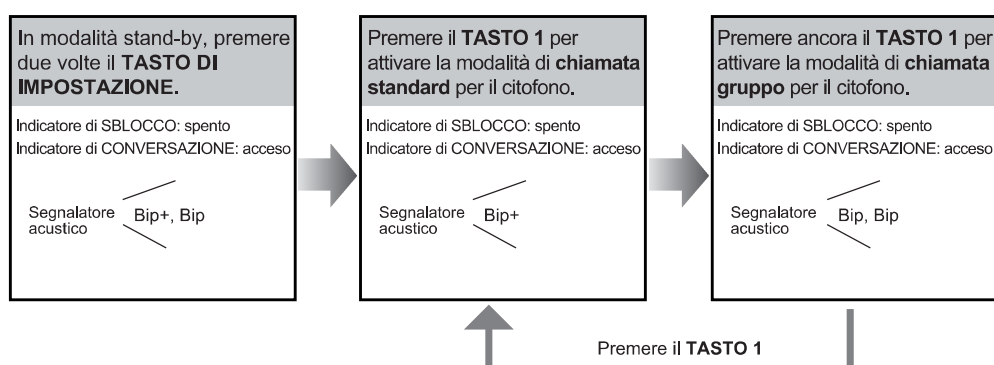 In modalità stand-by, premere
due volte il TASTO DI
IMPOSTAZIONE.
Indicatore di SBLOCCO: spento
Indicatore di CONVERSAZIONE: acceso
Segnalatore
acustico
Bip+, Bip
Premere il TASTO 1 per
attivare la modalità di chiamata
standard per il citofono.
Indicatore di SBLOCCO: spento
Indicatore di CONVERSAZIONE: acceso
Segnalatore
acustico
Bip+
Premere ancora il TASTO 1 per
attivare la modalità di chiamata
gruppo per il citofono.
Indicatore di SBLOCCO: spento
Indicatore di CONVERSAZIONE: acceso
Segnalatore
acustico
Bip, Bip
Premere il TASTO 1